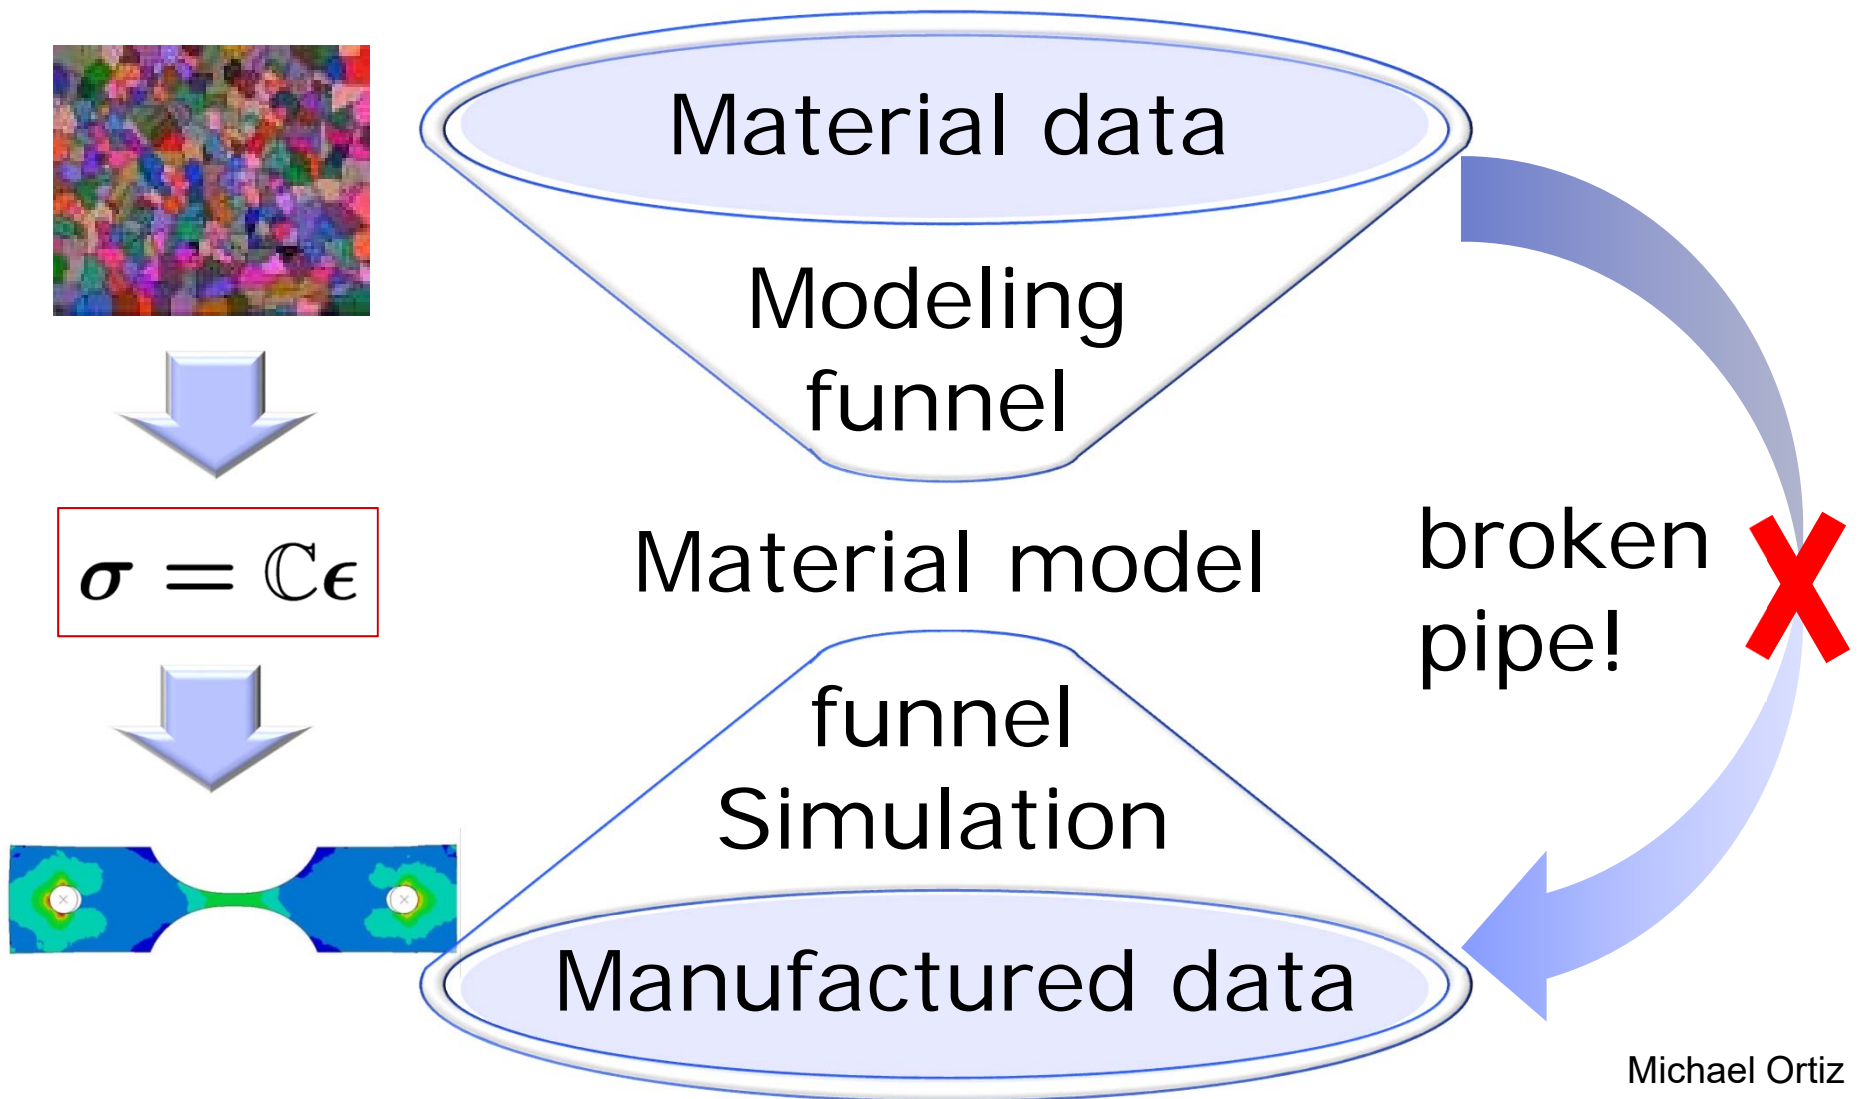 Material data
Modeling
funnel
σ = ℂϵ
Material model
broken
pipe!
funnel
Simulation
Manufactured data
Michael Ortiz